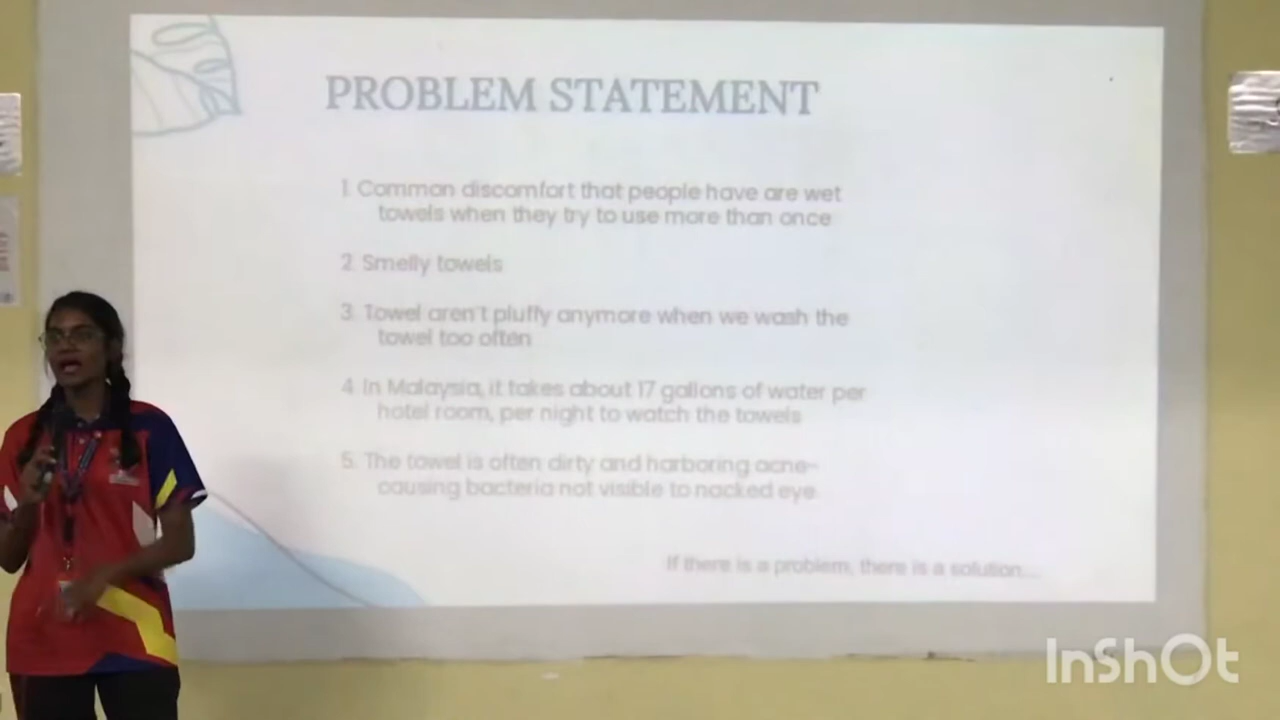 PROBLEM STATEMENT
1. Common discomfort that people have are wet
towels when they try to use more than once
2. Smelly towels
3. Towel aren't pluffy anymore when we wash the
towel too often
4. In Malaysia, it takes about 17 gallons of water per
hotel room, per night to watch the towels
5. The towel is often dirty and harboring acne-
causing bacteria not visible to nacked eye.
If there is a problem, there is a solution....
InShOt